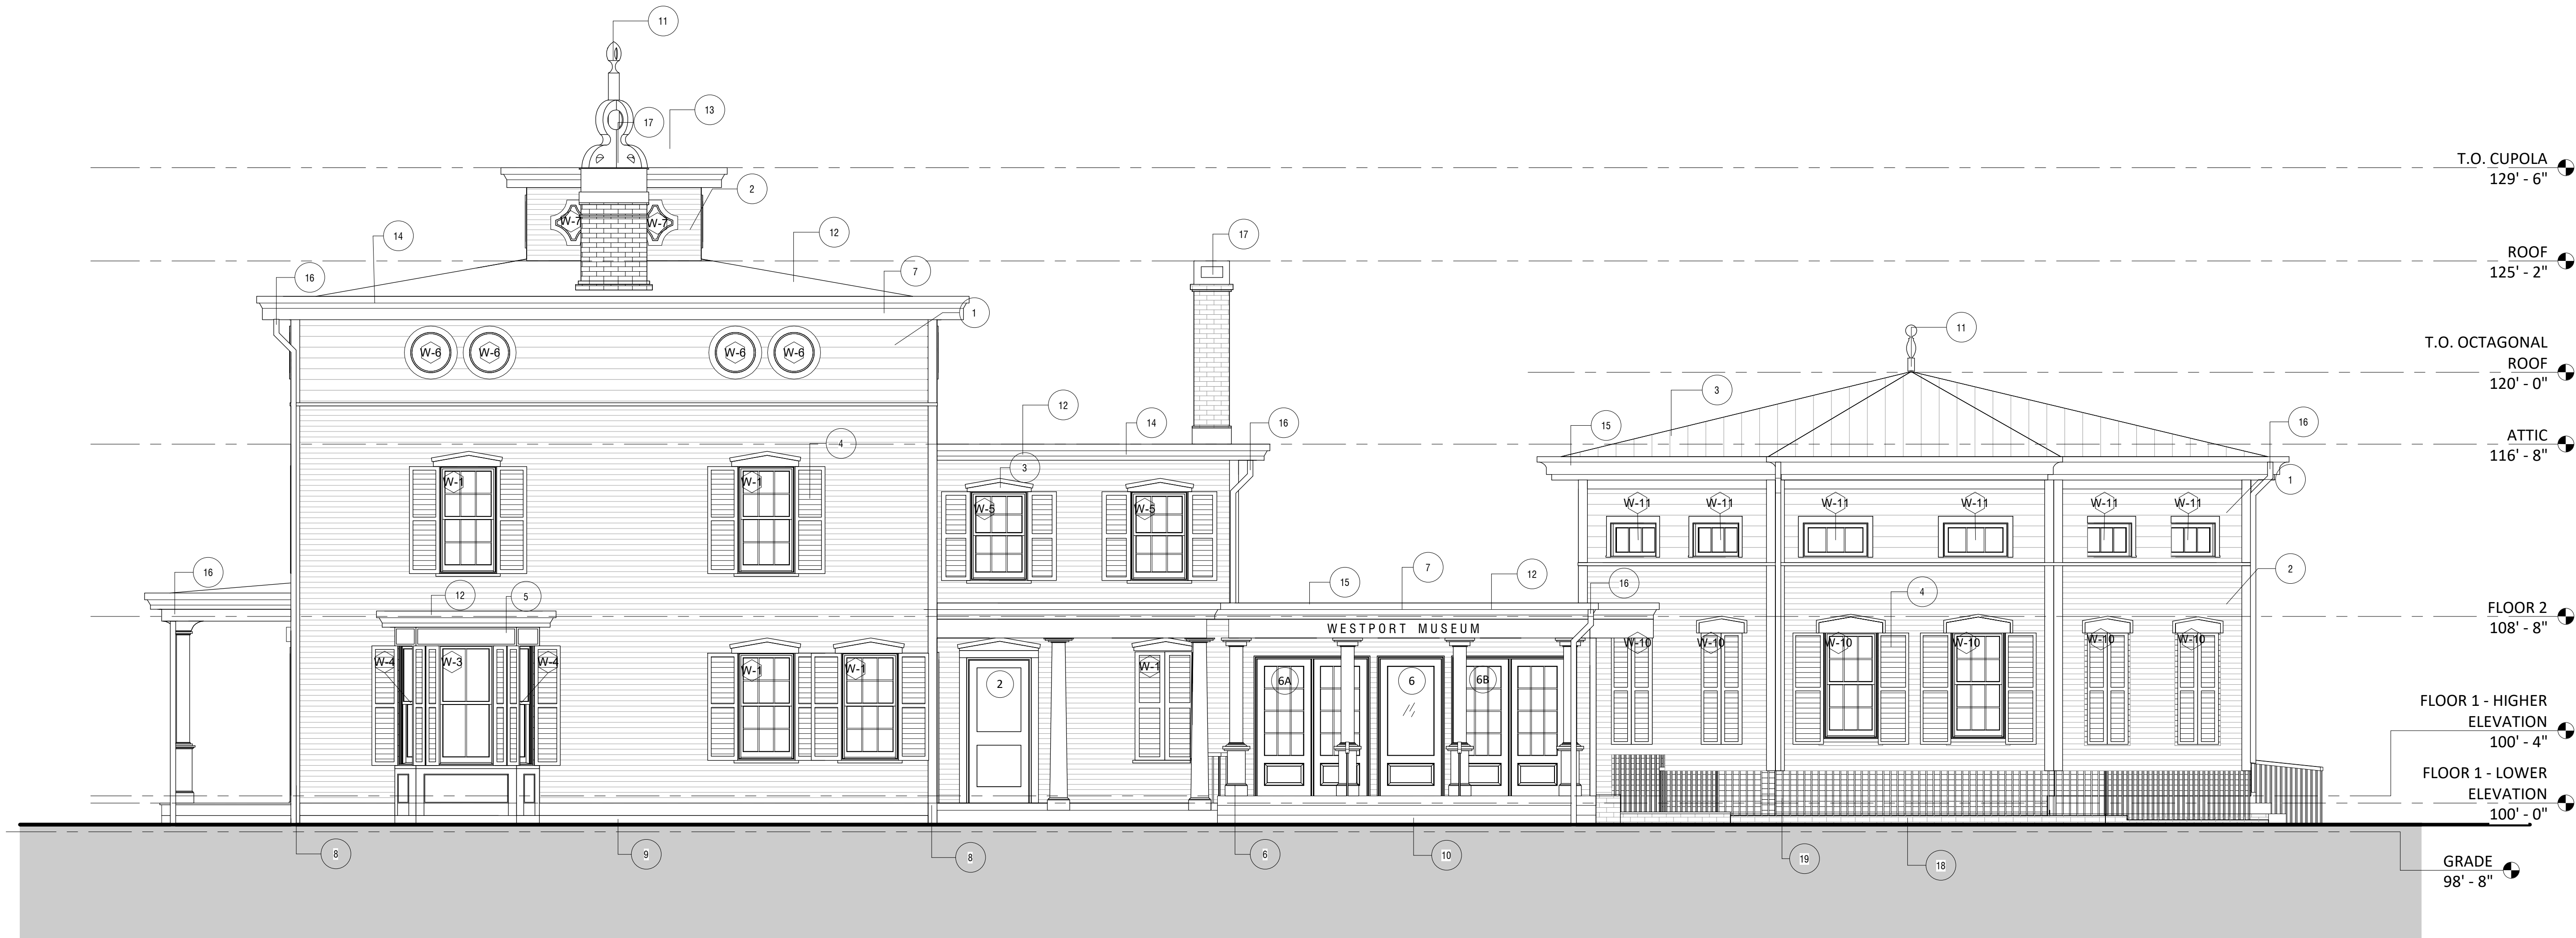 11
13
17
T.O. CUPOLA
129' - 6"
2
W-7 W-7
17
12
14
ROOF
125' - 2"
16
7
1
11
W-6 W-6 W-6 W-6
T.O. OCTAGONAL
ROOF
120' - 0"
3
12
14
15
16
16
4
ATTIC
116' - 8"
3
W-1 W-1
1
W-5 W-5
W-11 W-11 W-11 W-11 W-11 W-11
16
12
5
15
7
12
16
2
4
FLOOR 2
108' - 8"
WESTPORT MUSEUM
W-4 W-3 W-4
W-1 W-1
W-1
W-10 W-10 W-10 W-10 W-10 W-10
2
6A
6
6B
FLOOR 1 - HIGHER
ELEVATION
100' - 4"
FLOOR 1 - LOWER
ELEVATION
100' - 0"
8
9
8
6
10
19
18
GRADE
98' - 8"